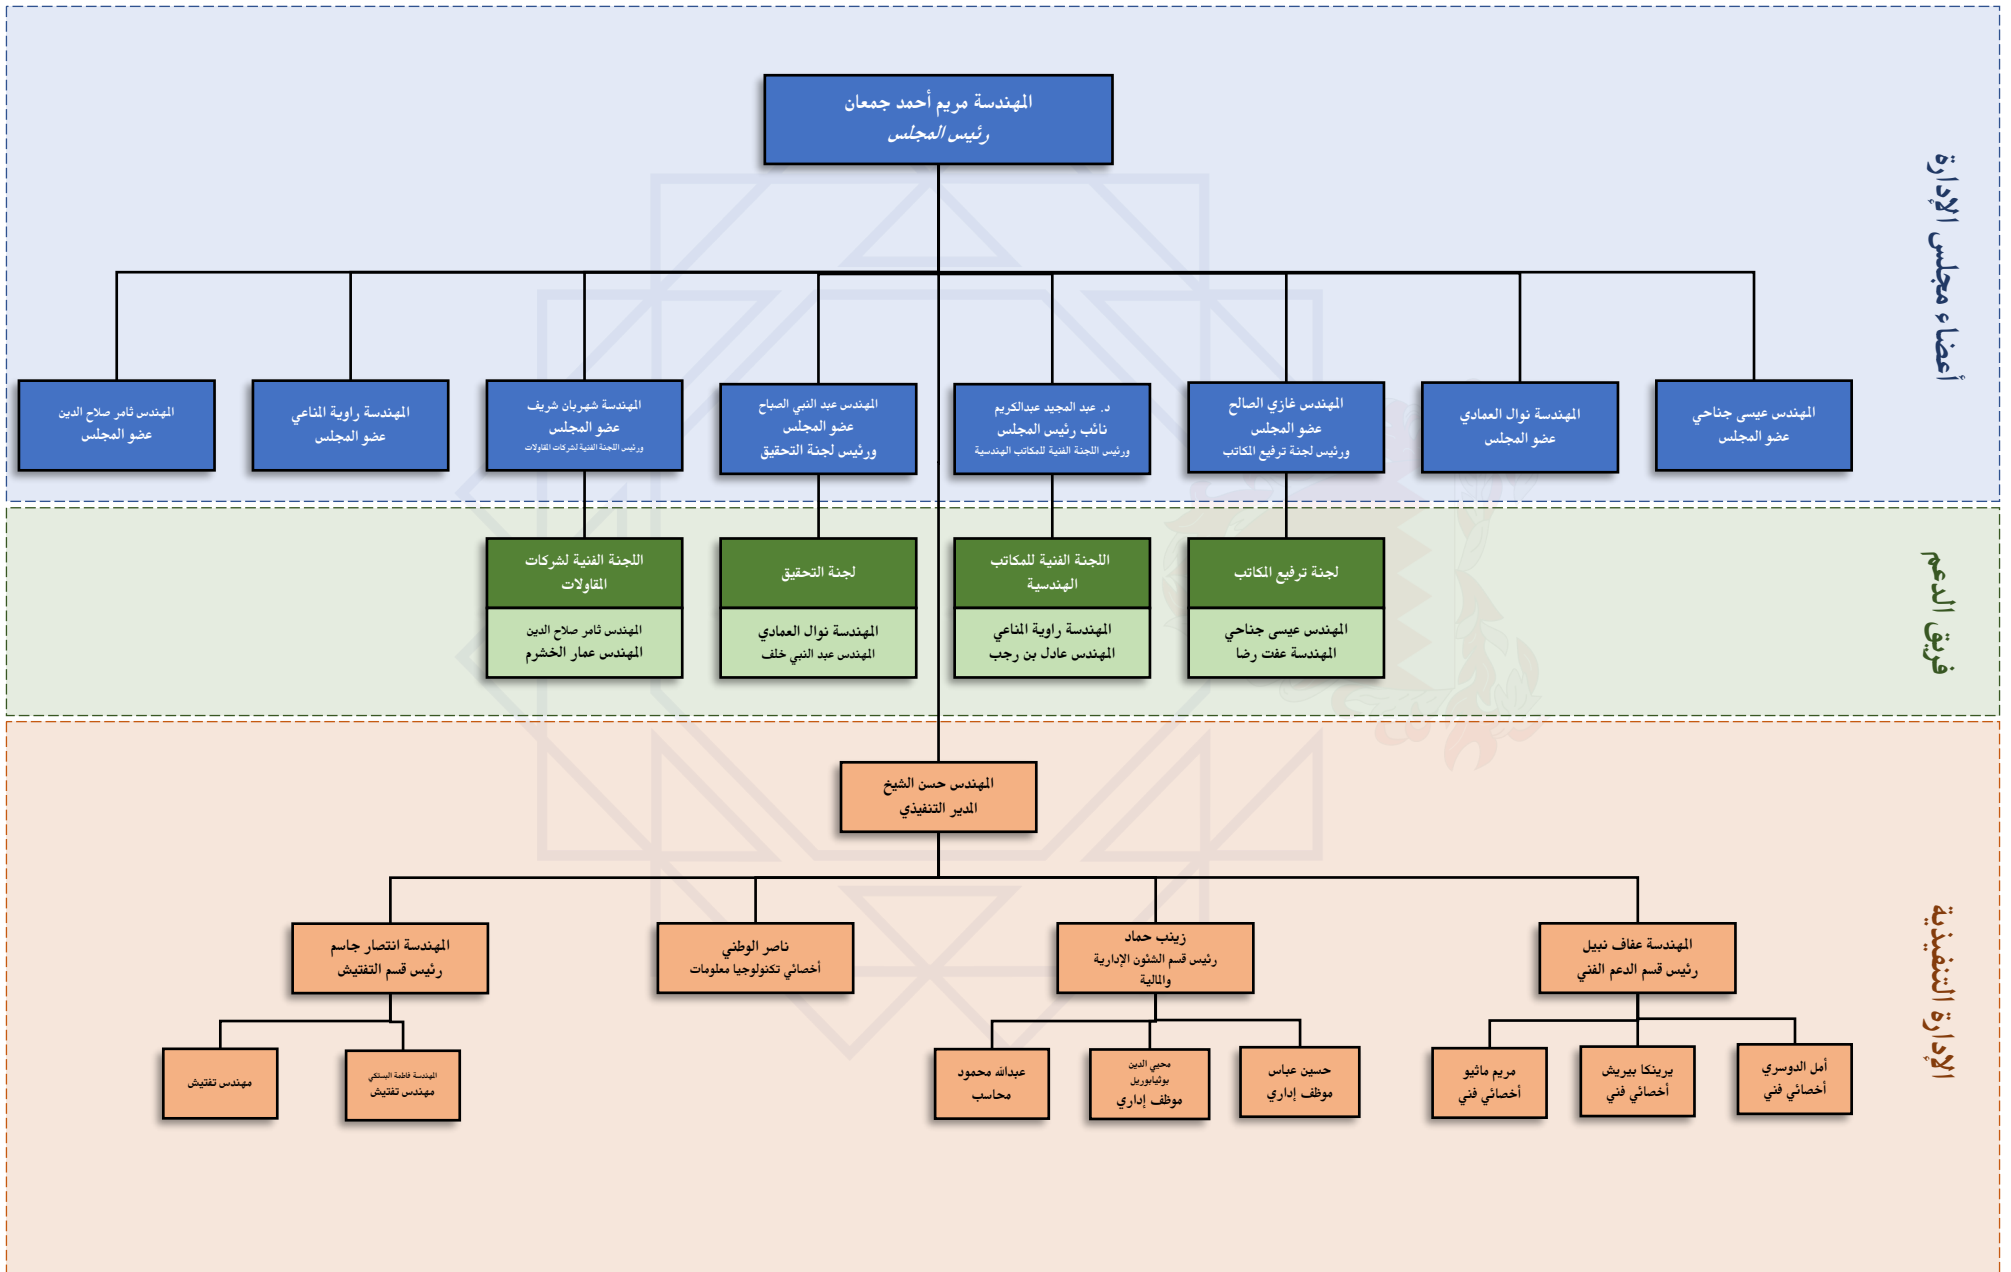 المهندسة مريم أحمد جمعان
رئيس المجلس
أعضاء مجلس الإدارة
المهندس عيسى جناحي
عضو المجلس
المهندسة نوال العمادي
عضو المجلس
المهندس غازي الصالح
عضو المجلس
ورئيس لجنة ترفيع المكاتب
د. عبد المجيد عبدالكريم
نائب رئيس المجلس
ورئيس اللجنة الفنية للمكاتب الهندسية
المهندس عبد النبي الصباح
عضو المجلس
ورئيس لجنة التحقيق
المهندسة شهربان شريف
عضو المجلس
ورئيس اللجنة الفنية لشركات المقاولات
المهندسة راوية المناعي
عضو المجلس
المهندس ثامر صلاح الدين
عضو المجلس
فريق الدعم
لجنة ترفيع المكاتب
المهندس عيسى جناحي
المهندسة عفت رضا
اللجنة الفنية للمكاتب
الهندسية
المهندسة راوية المناعي
المهندس عادل بن رجب
لجنة التحقيق
المهندسة نوال العمادي
المهندس عبد النبي خلف
اللجنة الفنية لشركات
المقاولات
المهندس ثامر صلاح الدين
المهندس عمار الخشرم
الإدارة التنفيذية
المهندس حسن الشيخ
المدير التنفيذي
المهندسة عفاف نبيل
رئيس قسم الدعم الفني
زينب حماد
رئيس قسم الشئون الإدارية
والمالية
ناصر الوطني
أخصائي تكنولوجيا معلومات
المهندسة انتصار جاسم
رئيس قسم التفتيش
أمل الدوسري
أخصائي فني
يرينكا بيريش
أخصائي فني
مريم ماثيو
أخصائي فني
حسين عباس
موظف إداري
محيي الدين
بوثيابوريل
موظف إداري
عبدالله محمود
محاسب
المهندسة فاطمة البستكي
مهندس تفتيش
مهندس تفتيش